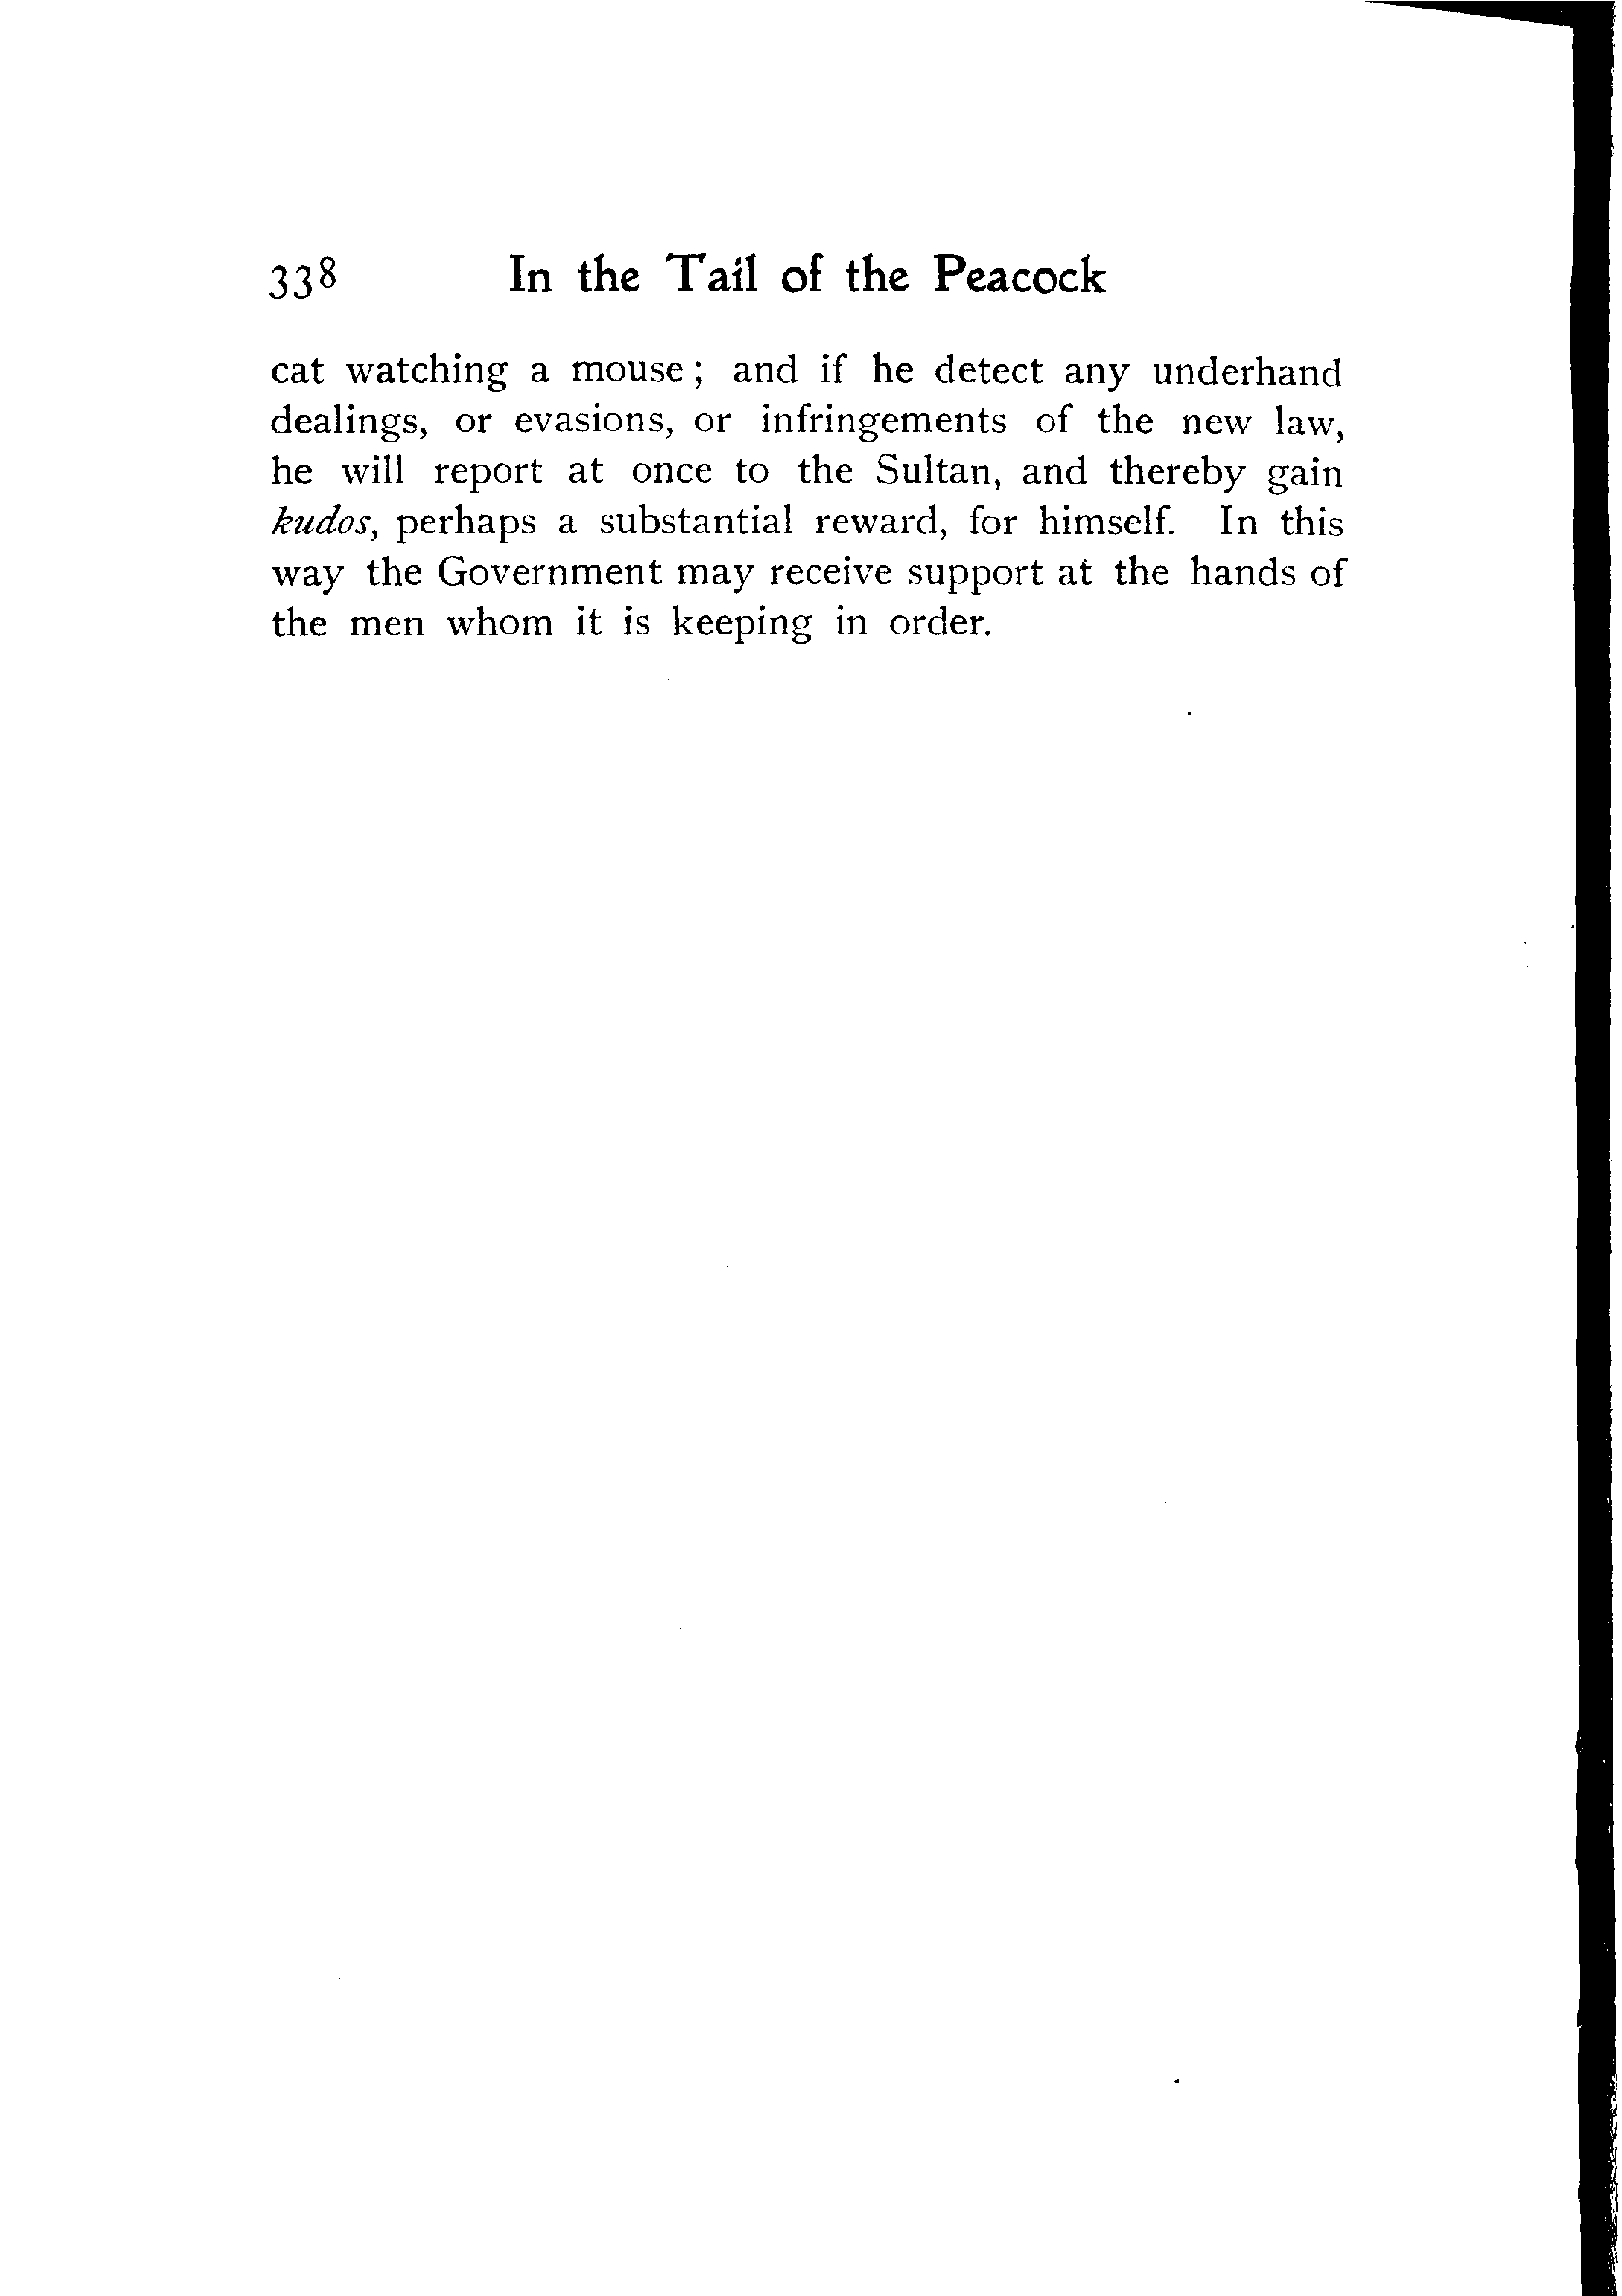 338 In the Tail of the Peacock
cat watching a mouse; and if he detect any underhand
dealings, or evasions, or infringements of the new law,
he will report at once to the Sultan, and thereby gain
kudos, perhaps a substantial reward, for himself. In this
way the Government may receive support at the hands of
the men whom it is keeping in order.